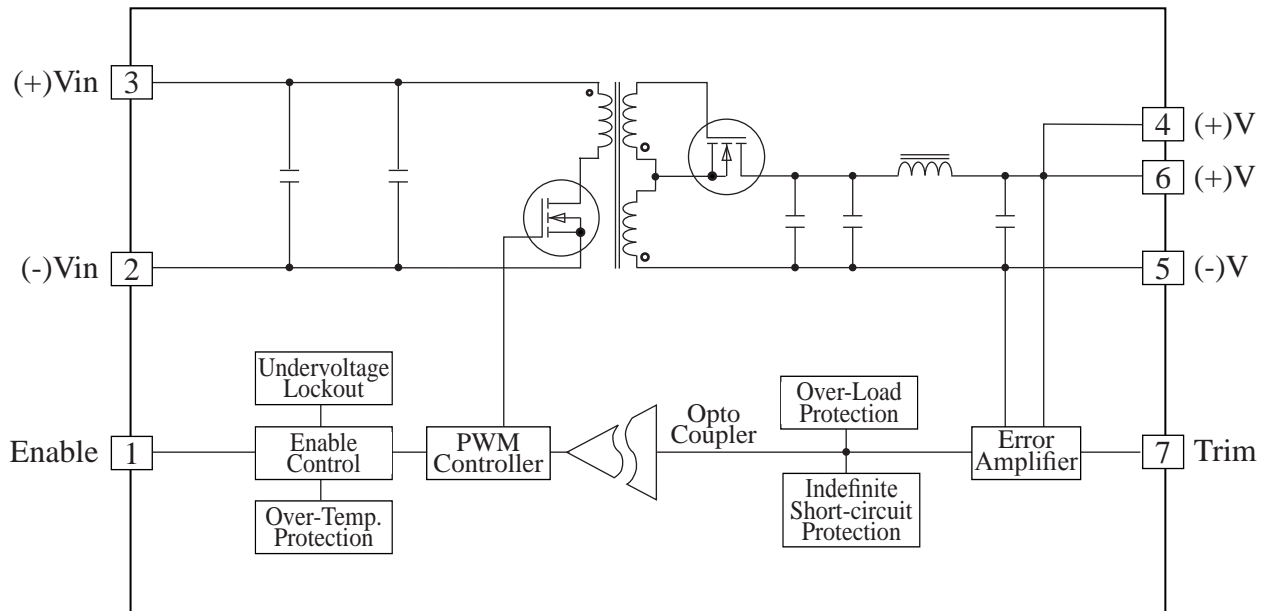 (+)Vin 3
4 (+)V
6 (+)V
(-)Vin 2
5 (-)V
Undervoltage
Lockout
Over-Load
Protection
Opto
Coupler
Enable 1
Enable
Control
PWM
Controller
Error
Amplifier
7 Trim
Over-Temp.
Protection
Indefinite
Short-circuit
Protection